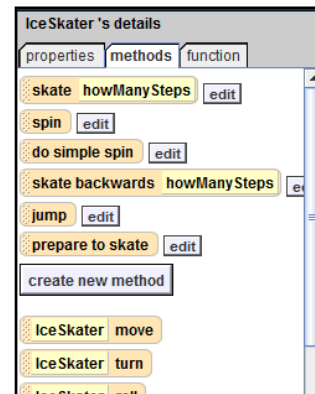 IceSkater 's details
properties methods function
skate howManySteps edit
spin edit
do simple spin edit
skate backwards howManySteps
jump edit
prepare to skate edit
create new method
IceSkater move
IceSkater turn
IceSkater